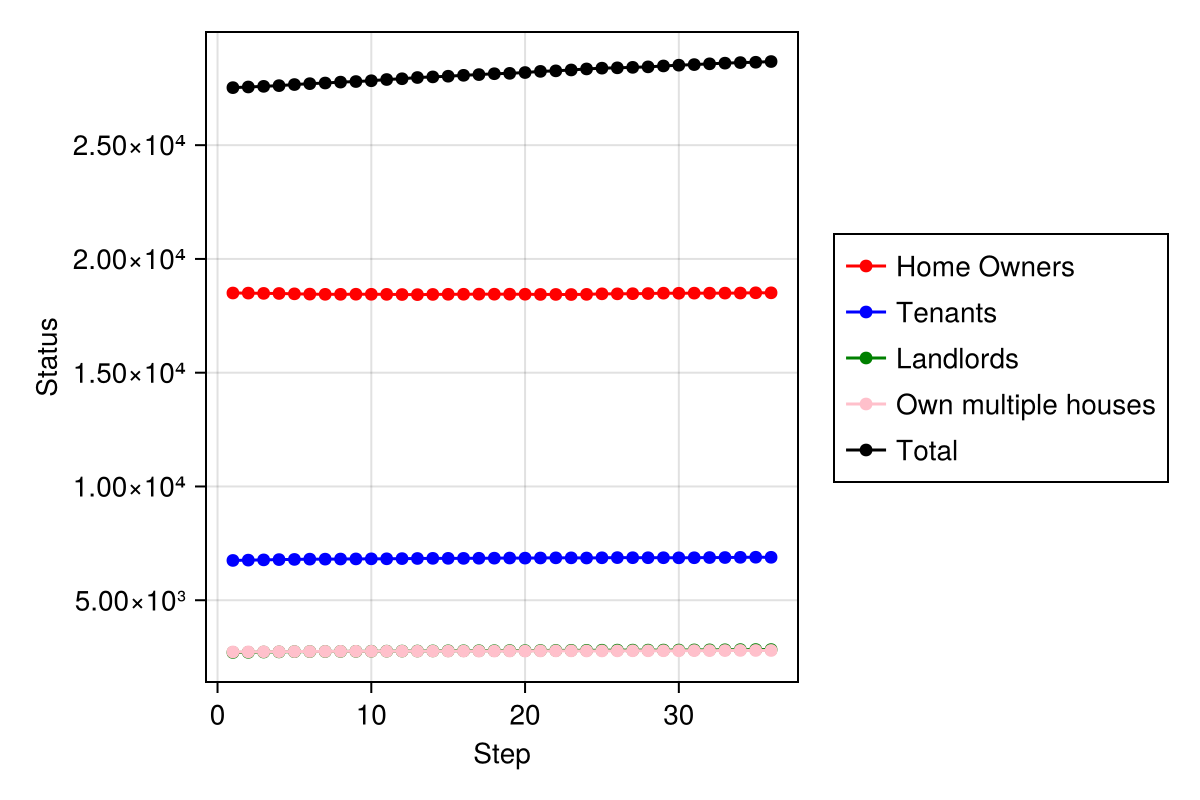 2.50×10⁴
2.00×10⁴
1.50×10⁴
1.00×10⁴
5.00×10³
Status
0 10 20 30
Step
Home Owners
Tenants
Landlords
Own multiple houses
Total